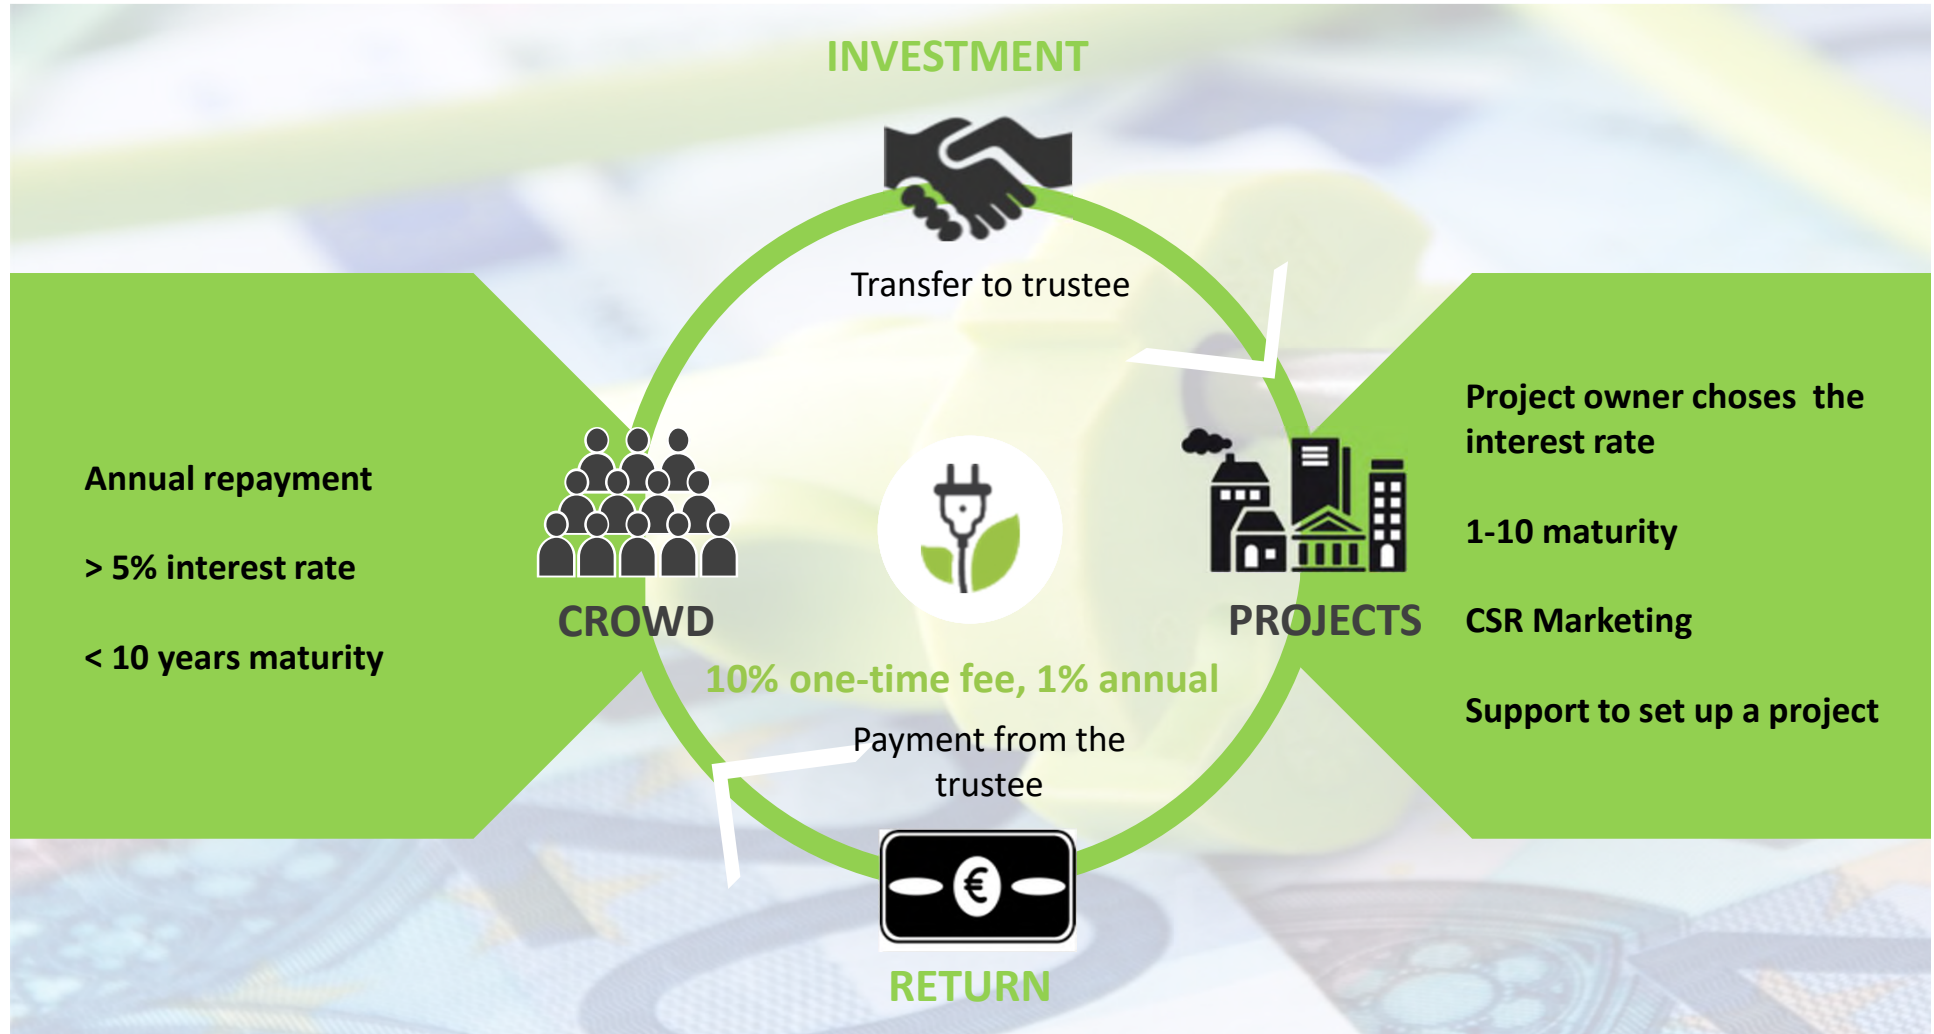 INVESTMENT
Transfer to trustee
Annual repayment
> 5% interest rate
< 10 years maturity
CROWD
PROJECTS
Project owner choses  the
interest rate
1-10 maturity
CSR Marketing
Support to set up a project
10% one-time fee, 1% annual
Payment from the
trustee
€
RETURN